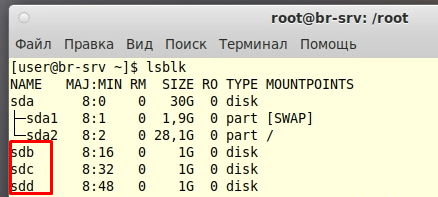 root@br-srv: /root
Файл Правка Вид Поиск Терминал Помощь
[user@br-srv ~]$ lsblk
NAME MAJ:MIN RM SIZE RO TYPE MOUNTPOINTS
sda 8:0 0 30G 0 disk
├─sda1 8:1 0 1,9G 0 part [SWAP]
└─sda2 8:2 0 28,1G 0 part /
sdb 8:16 0 1G 0 disk
sdc 8:32 0 1G 0 disk
sdd 8:48 0 1G 0 disk